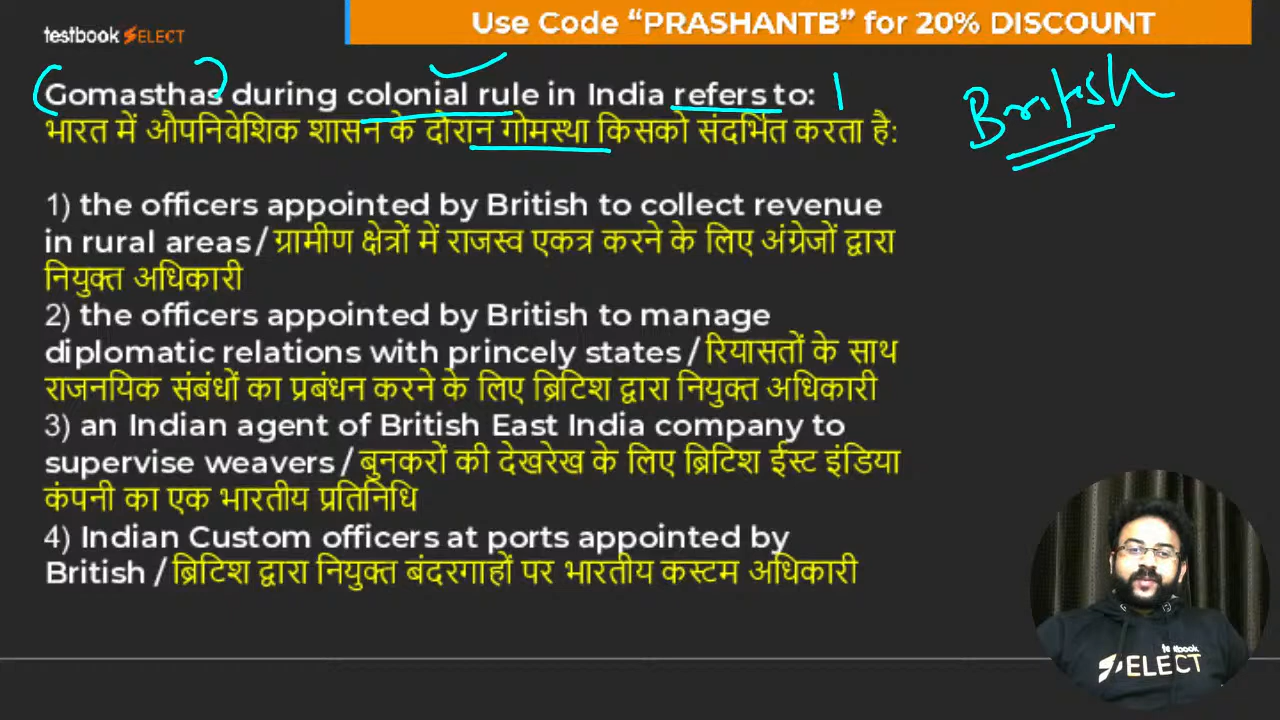 testbook SELECT
Use Code “PRASHANTB” for 20% DISCOUNT
Gomasthas during colonial rule in India refers to:
British
भारत में औपनिवेशिक शासन के दौरान गोमस्था किसको संदर्भित करता है:
1) the officers appointed by British to collect revenue
in rural areas / ग्रामीण क्षेत्रों में राजस्व एकत्र करने के लिए अंग्रेजों द्वारा
नियुक्त अधिकारी
2) the officers appointed by British to manage
diplomatic relations with princely states / रियासतों के साथ
राजनयिक संबंधों का प्रबंधन करने के लिए ब्रिटिश द्वारा नियुक्त अधिकारी
3) an Indian agent of British East India company to
supervise weavers / बुनकरों की देखरेख के लिए ब्रिटिश ईस्ट इंडिया
कंपनी का एक भारतीय प्रतिनिधि
4) Indian Custom officers at ports appointed by
British / ब्रिटिश द्वारा नियुक्त बंदरगाहों पर भारतीय कस्टम अधिकारी
testbook
SELECT